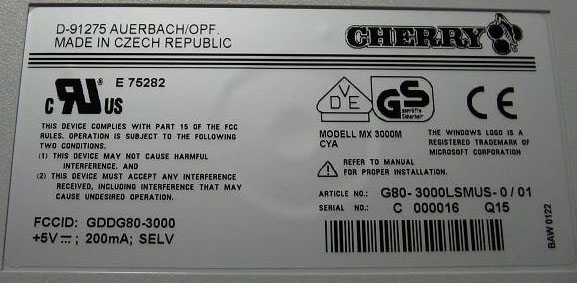 D-91275 AUERBACH/OPF.
MADE IN CZECH REPUBLIC
CHERRY
E 75282
c RU ® US
VDE
GS
geprüfte
Sicherheit
CE
THIS DEVICE COMPLIES WITH PART 15 OF THE FCC
RULES. OPERATION IS SUBJECT TO THE FOLLOWING
TWO CONDITIONS.
(1) THIS DEVICE MAY NOT CAUSE HARMFUL
INTERFERENCE. AND
(2) THIS DEVICE MUST ACCEPT ANY INTERFERENCE
RECEIVED, INCLUDING INTERFERENCE THAT MAY
CAUSE UNDESIRED OPERATION.
FCCID: GDDG80-3000
+5V ; 200mA; SELV
MODELL MX 3000M
CYA
THE WINDOWS LOGO IS A
REGISTERED TRADEMARK OF
MICROSOFT CORPORATION
REFER TO MANUAL
FOR PROPER INSTALLATION.
ARTICLE NO.: G80-3000LSMUS-0/01
SERIAL NO.: C 000016 Q15
BAW 0122